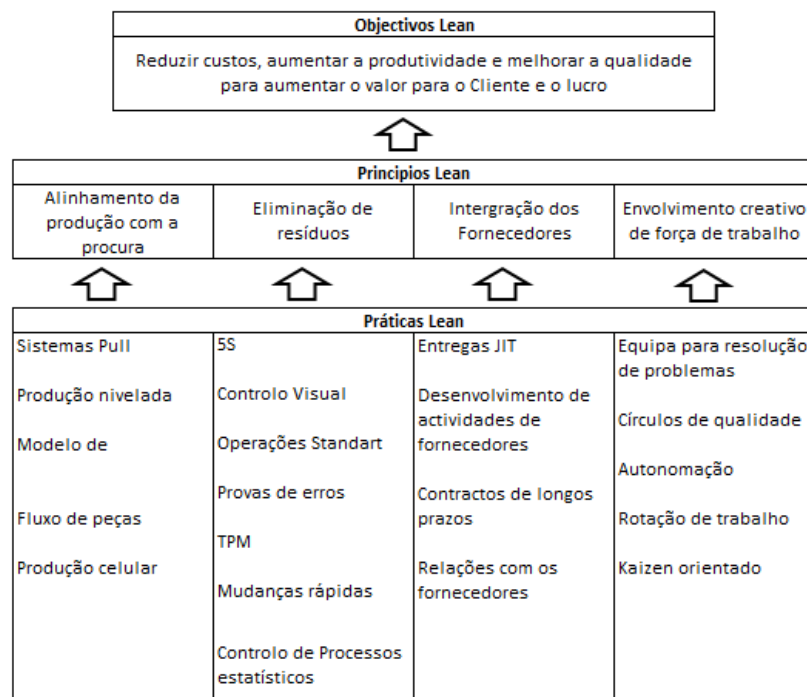 Objectivos Lean
Reduzir custos, aumentar a produtividade e melhorar a qualidade
para aumentar o valor para o Cliente e o lucro
Principios Lean
Alinhamento da
produção com a
procura
Eliminação de
resíduos
Intergração dos
Fornecedores
Envolvimento creativo
de força de trabalho
Práticas Lean
Sistemas Pull
Produção nivelada
Modelo de
Fluxo de peças
Produção celular
5S
Controlo Visual
Operações Standart
Provas de erros
TPM
Mudanças rápidas
Controlo de Processos
estatísticos
Entregas JIT
Desenvolvimento de
actividades de
fornecedores
Contractos de longos
prazos
Relações com os
fornecedores
Equipa para resolução
de problemas
Círculos de qualidade
Autonomação
Rotação de trabalho
Kaizen orientado